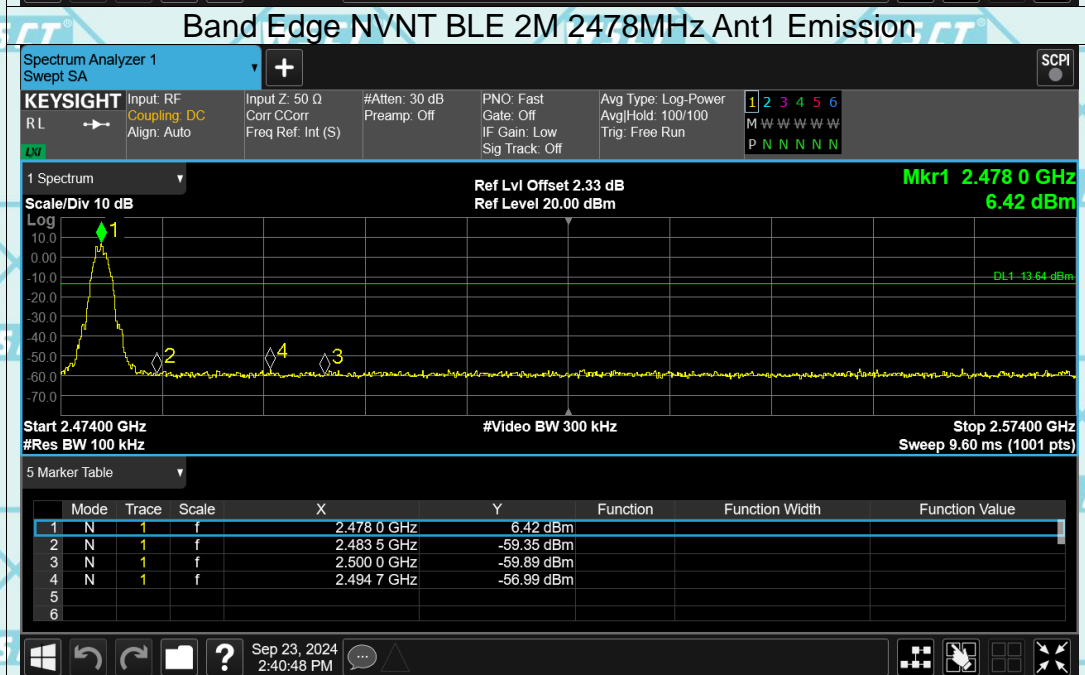 Band Edge NVNT BLE 2M 2478MHz Ant1 Emission
Spectrum Analyzer 1
Swept SA
+
SCPI
KEYSIGHT
R L
LXI
Input: RF
Coupling: DC
Align: Auto
Input Z: 50 Ω
Corr CCorr
Freq Ref: Int (S)
#Atten: 30 dB
Preamp: Off
PNO: Fast
Gate: Off
IF Gain: Low
Sig Track: Off
Avg Type: Log-Power
Avg|Hold: 100/100
Trig: Free Run
1 2 3 4 5 6
M W W W W W
P N N N N N
1 Spectrum
Scale/Div 10 dB
Ref Lvl Offset 2.33 dB
Ref Level 20.00 dBm
Mkr1 2.478 0 GHz
6.42 dBm
Log
10.0
0.00
-10.0
-20.0
-30.0
-40.0
-50.0
-60.0
-70.0
1
2
4
3
DL1 -13.64 dBm
Start 2.47400 GHz
#Res BW 100 kHz
#Video BW 300 kHz
Stop 2.57400 GHz
Sweep 9.60 ms (1001 pts)
5 Marker Table
Mode Trace Scale X Y Function Function Width Function Value
1 N 1 f 2.478 0 GHz 6.42 dBm
2 N 1 f 2.483 5 GHz -59.35 dBm
3 N 1 f 2.500 0 GHz -59.89 dBm
4 N 1 f 2.494 7 GHz -56.99 dBm
5
6
?
Sep 23, 2024
2:40:48 PM